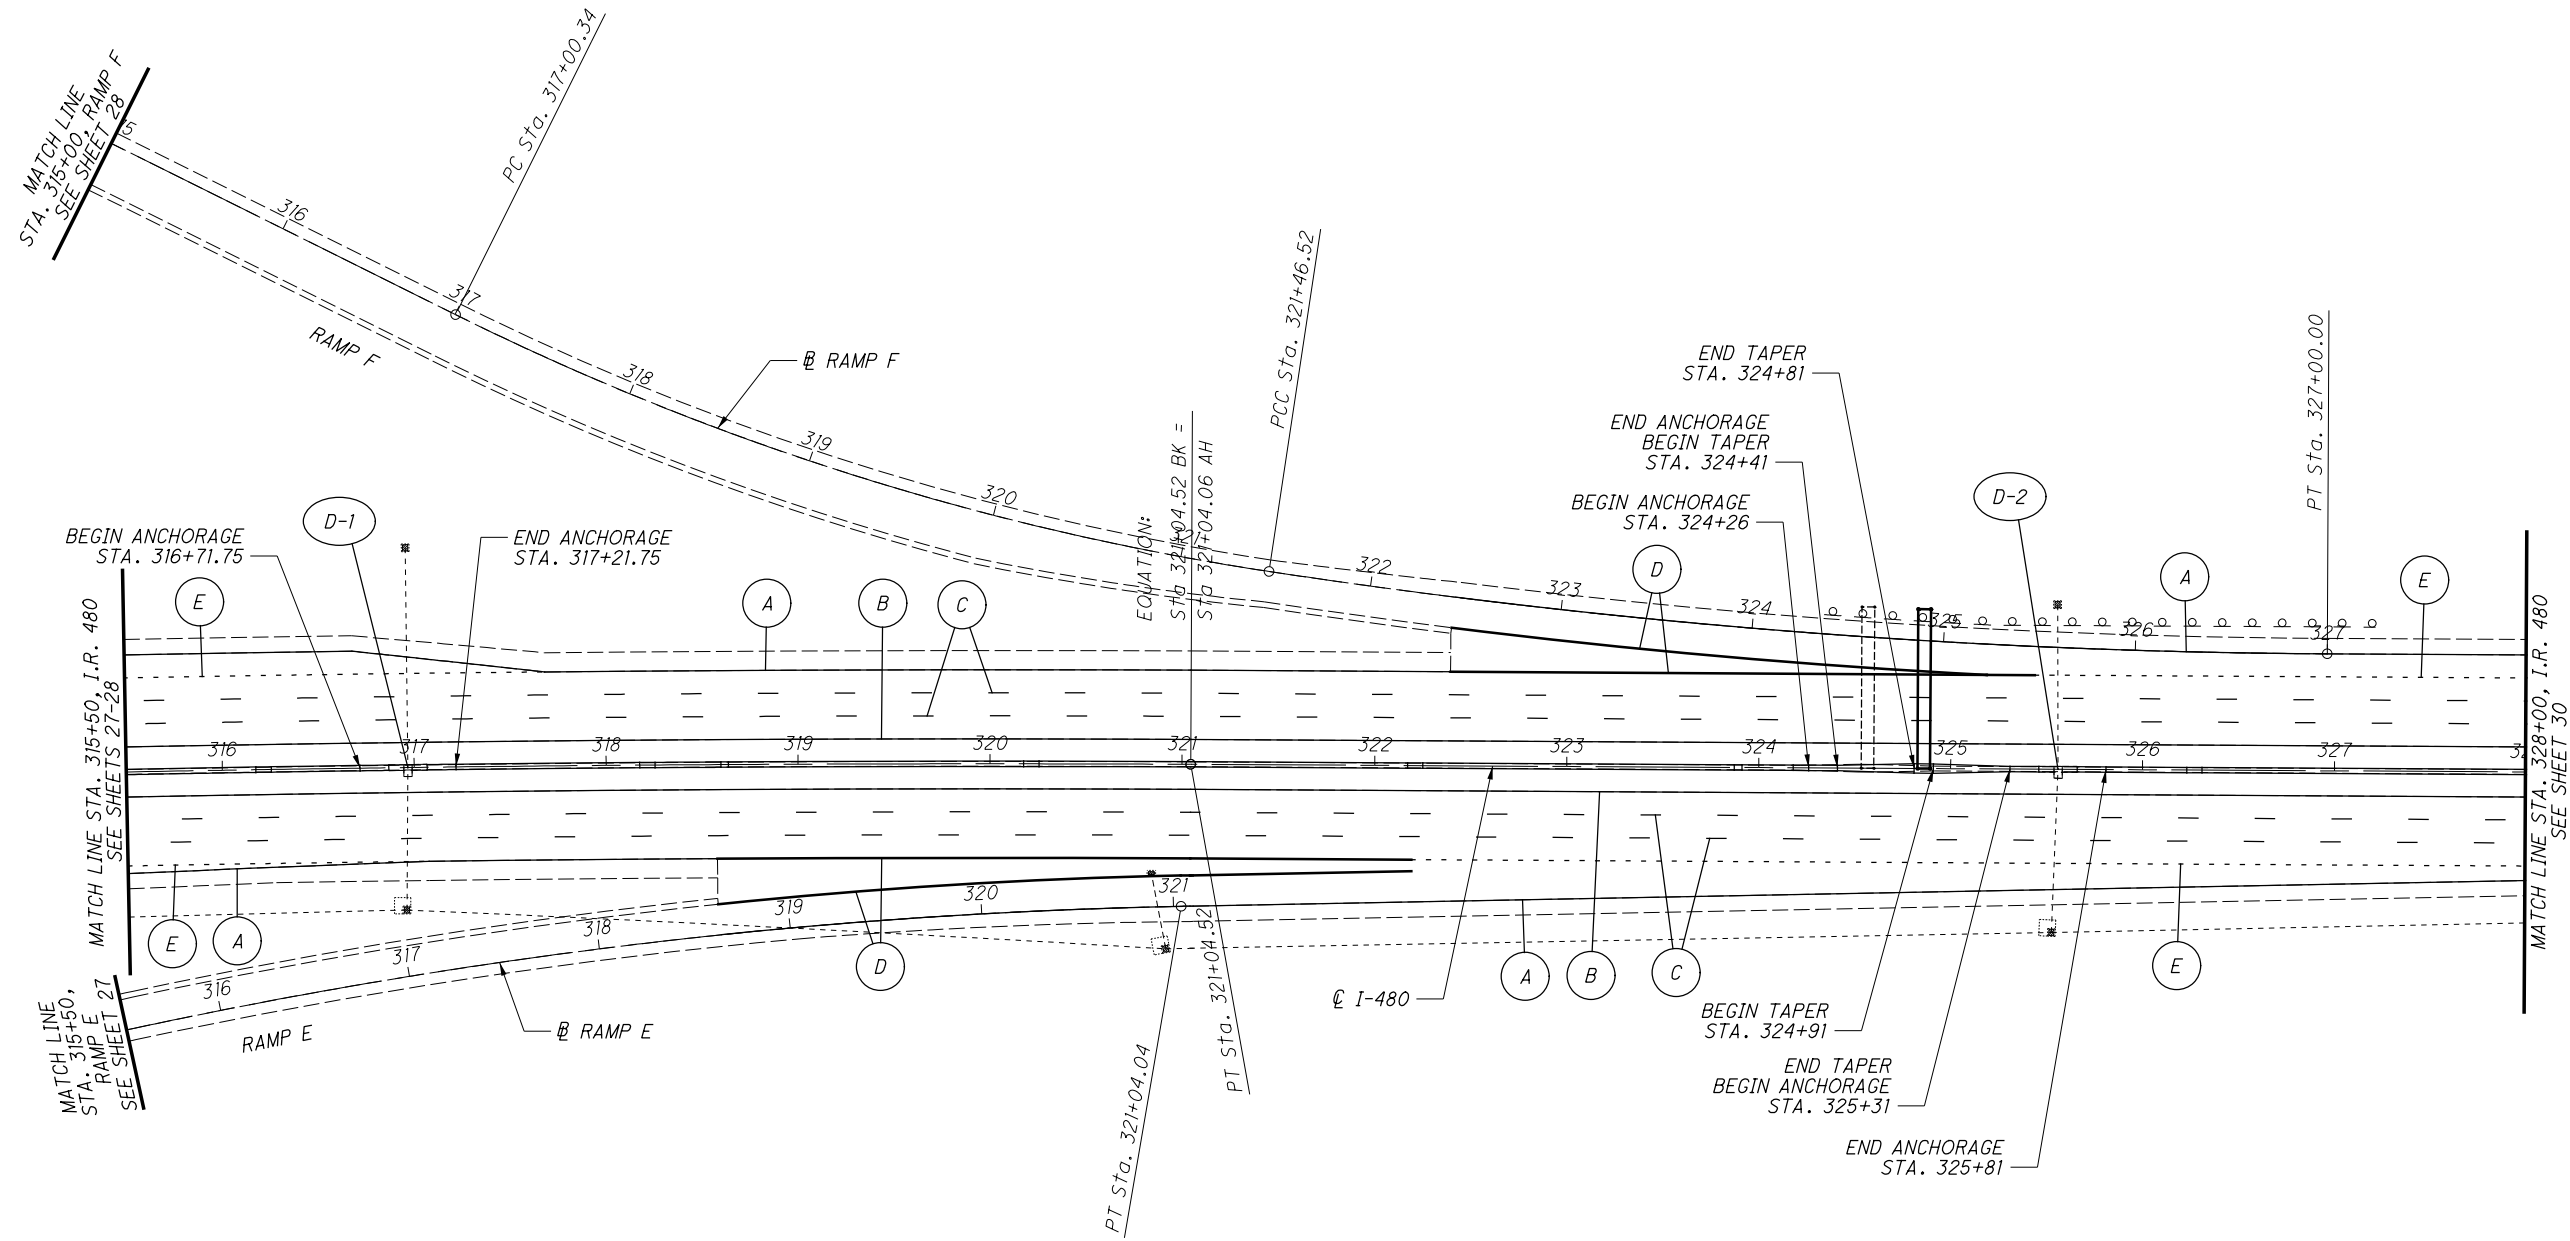 MATCH LINE
STA. 315+00, RAMP F
SEE SHEET 28
316
317
318
319
320
321
322
323
324
325
326
327
PC Sta. 317+00.34
RAMP F
BL RAMP F
EQUATION:
Sta 321+04.52 BK =
Sta 321+04.06 AH
PCC Sta. 321+46.52
PT Sta. 327+00.00
END TAPER
STA. 324+81
END ANCHORAGE
BEGIN TAPER
STA. 324+41
BEGIN ANCHORAGE
STA. 324+26
D-1
D-2
BEGIN ANCHORAGE
STA. 316+71.75
END ANCHORAGE
STA. 317+21.75
E
A
B
C
D
A
E
MATCH LINE STA. 315+50, I.R. 480
SEE SHEETS 27-28
316
317
318
319
320
321
322
323
324
325
326
327
MATCH LINE STA. 328+00, I.R. 480
SEE SHEET 30
E
A
D
A
B
C
E
316
317
318
319
320
321
MATCH LINE
STA. 315+50,
RAMP E
SEE SHEET 27
RAMP E
BL RAMP E
PT Sta. 321+04.04
PT Sta. 321+04.52
CL I-480
BEGIN TAPER
STA. 324+91
END TAPER
BEGIN ANCHORAGE
STA. 325+31
END ANCHORAGE
STA. 325+81